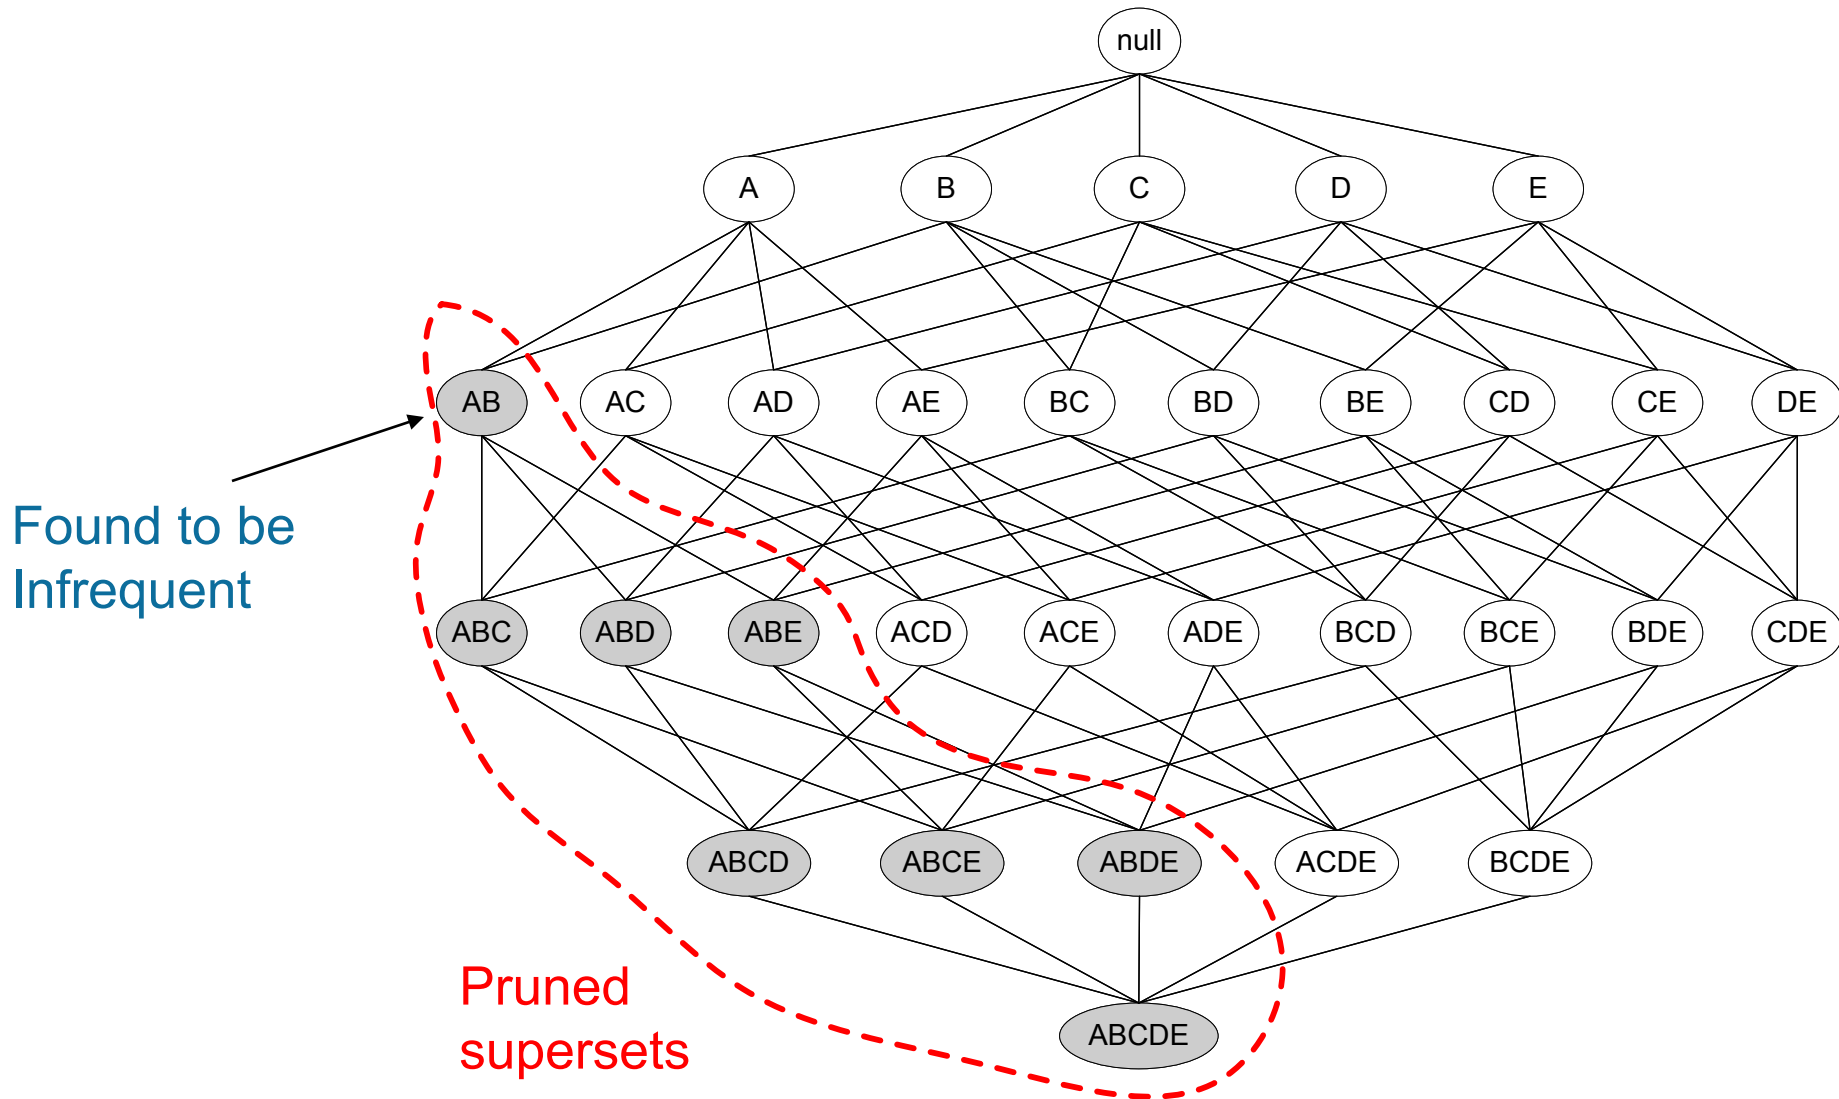 null
A B C D E
AB AC AD AE BC BD BE CD CE DE
Found to be
Infrequent
ABC ABD ABE ACD ACE ADE BCD BCE BDE CDE
ABCD ABCE ABDE ACDE BCDE
Pruned
supersets
ABCDE